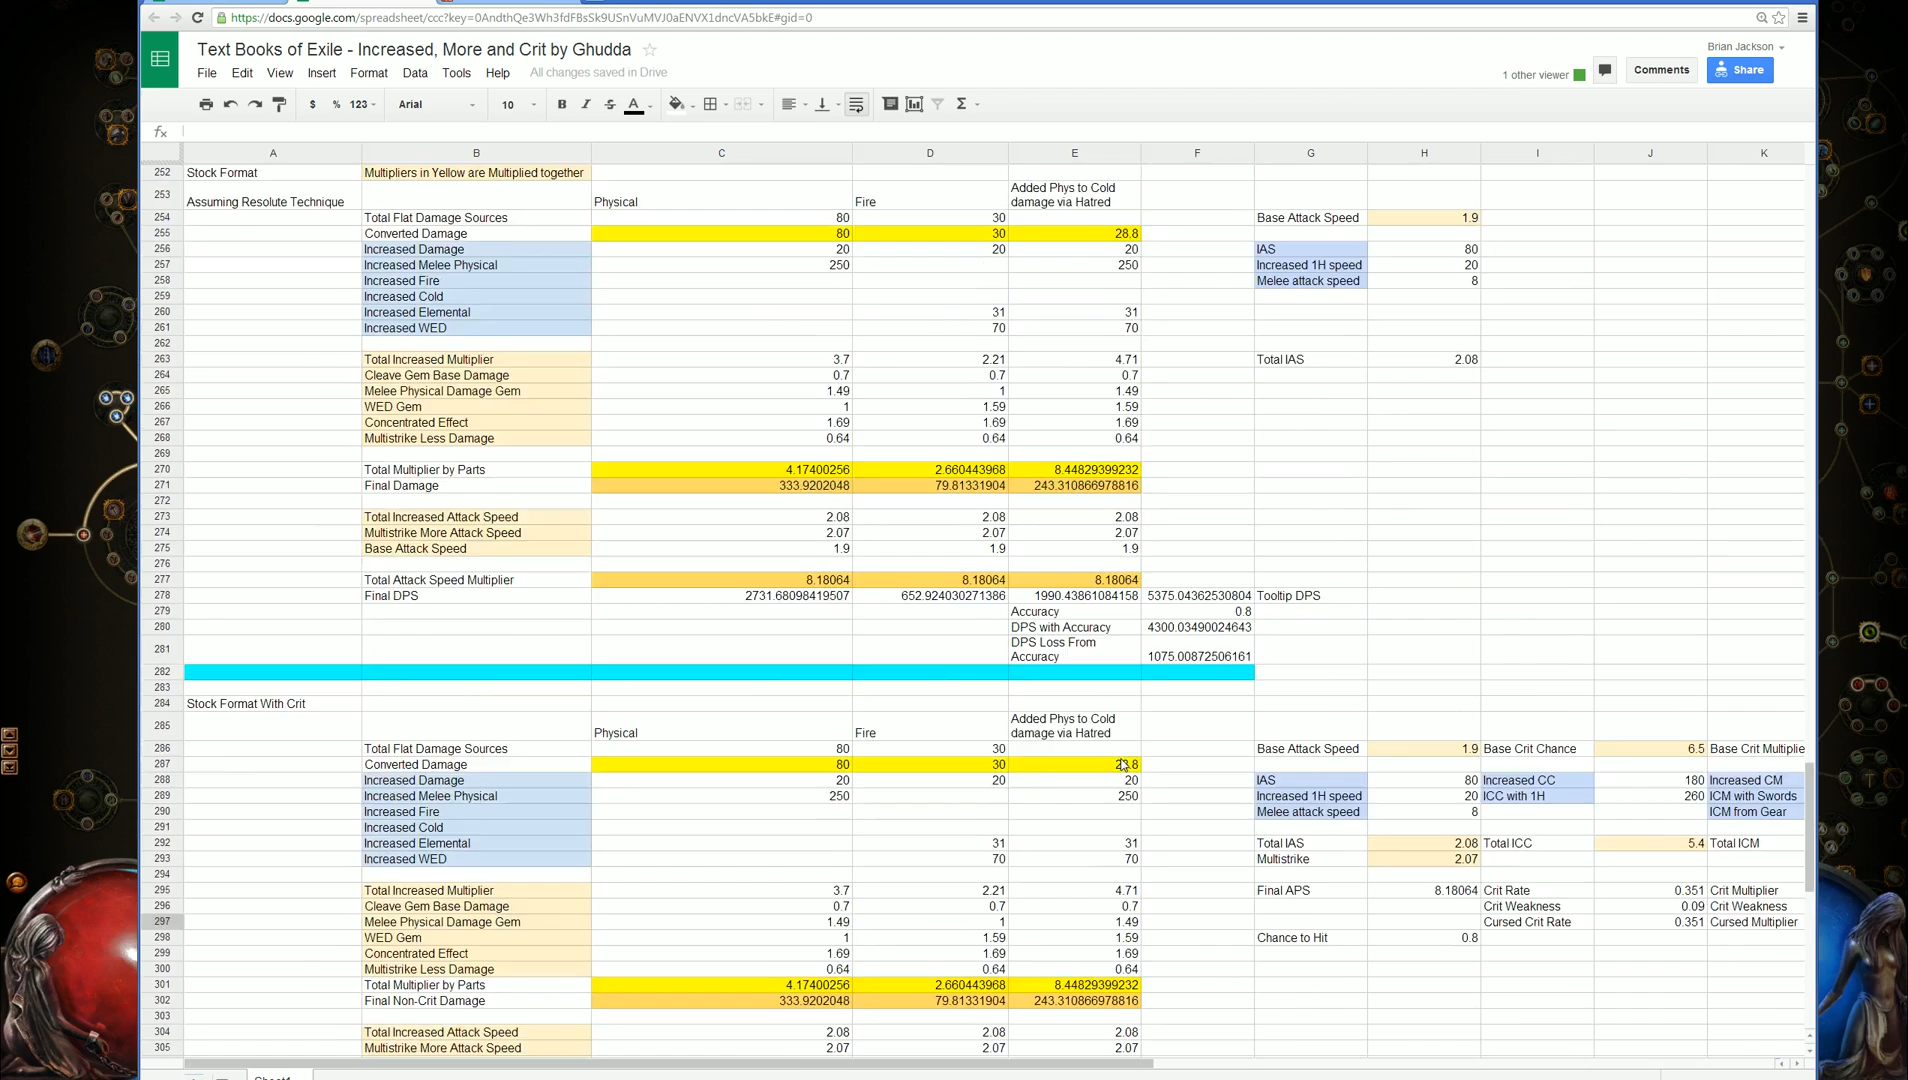 https://docs.google.com/spreadsheet/ccc?key=0AndthQe3Wh3fdFBsSk9USnVuMVJ0aENVX1dncVA5bkE#gid=0
Text Books of Exile - Increased, More and Crit by Ghudda
Brian Jackson
File Edit View Insert Format Data Tools Help All changes saved in Drive
1 other viewer Comments Share
$ % 123 Arial 10 B I S A Σ
fx
A B C D E F G H I J K
252 Stock Format Multipliers in Yellow are Multiplied together
253 Assuming Resolute Technique Physical Fire Added Phys to Cold damage via Hatred
254 Total Flat Damage Sources 80 30 Base Attack Speed 1.9
255 Converted Damage 80 30 28.8
256 Increased Damage 20 20 20 IAS 80
257 Increased Melee Physical 250 250 Increased 1H speed 20
258 Increased Fire Melee attack speed 8
259 Increased Cold
260 Increased Elemental 31 31
261 Increased WED 70 70
262
263 Total Increased Multiplier 3.7 2.21 4.71 Total IAS 2.08
264 Cleave Gem Base Damage 0.7 0.7 0.7
265 Melee Physical Damage Gem 1.49 1 1.49
266 WED Gem 1 1.59 1.59
267 Concentrated Effect 1.69 1.69 1.69
268 Multistrike Less Damage 0.64 0.64 0.64
269
270 Total Multiplier by Parts 4.17400256 2.660443968 8.44829399232
271 Final Damage 333.9202048 79.81331904 243.310866978816
272
273 Total Increased Attack Speed 2.08 2.08 2.08
274 Multistrike More Attack Speed 2.07 2.07 2.07
275 Base Attack Speed 1.9 1.9 1.9
276
277 Total Attack Speed Multiplier 8.18064 8.18064 8.18064
278 Final DPS 2731.68098419507 652.924030271386 1990.43861084158 5375.04362530804 Tooltip DPS
279 Accuracy 0.8
280 DPS with Accuracy 4300.03490024643
281 DPS Loss From Accuracy 1075.00872506161
282
283
284 Stock Format With Crit
285 Physical Fire Added Phys to Cold damage via Hatred
286 Total Flat Damage Sources 80 30 Base Attack Speed 1.9 Base Crit Chance 6.5 Base Crit Multiplie
287 Converted Damage 80 30
288 Increased Damage 20 20 20 IAS 80 Increased CC 180 Increased CM
289 Increased Melee Physical 250 250 Increased 1H speed 20 ICC with 1H 260 ICM with Swords
290 Increased Fire Melee attack speed 8 ICM from Gear
291 Increased Cold
292 Increased Elemental 31 31 Total IAS 2.08 Total ICC 5.4 Total ICM
293 Increased WED 70 70 Multistrike 2.07
294
295 Total Increased Multiplier 3.7 2.21 4.71 Final APS 8.18064 Crit Rate 0.351 Crit Multiplier
296 Cleave Gem Base Damage 0.7 0.7 0.7 Crit Weakness 0.09 Crit Weakness
297 Melee Physical Damage Gem 1.49 1 1.49 Cursed Crit Rate 0.351 Cursed Multiplier
298 WED Gem 1 1.59 1.59 Chance to Hit 0.8
299 Concentrated Effect 1.69 1.69 1.69
300 Multistrike Less Damage 0.64 0.64 0.64
301 Total Multiplier by Parts 4.17400256 2.660443968 8.44829399232
302 Final Non-Crit Damage 333.9202048 79.81331904 243.310866978816
303
304 Total Increased Attack Speed 2.08 2.08 2.08
305 Multistrike More Attack Speed 2.07 2.07 2.07